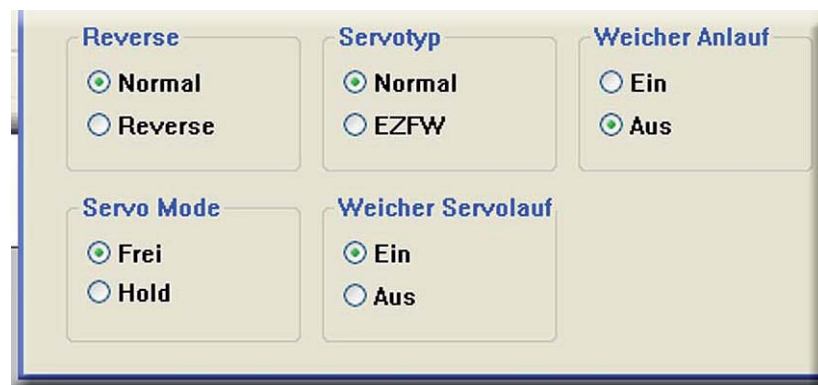 Reverse
Normal
Reverse
Servotyp
Normal
EZFW
Weicher Anlauf
Ein
Aus
Servo Mode
Frei
Hold
Weicher Servolauf
Ein
Aus